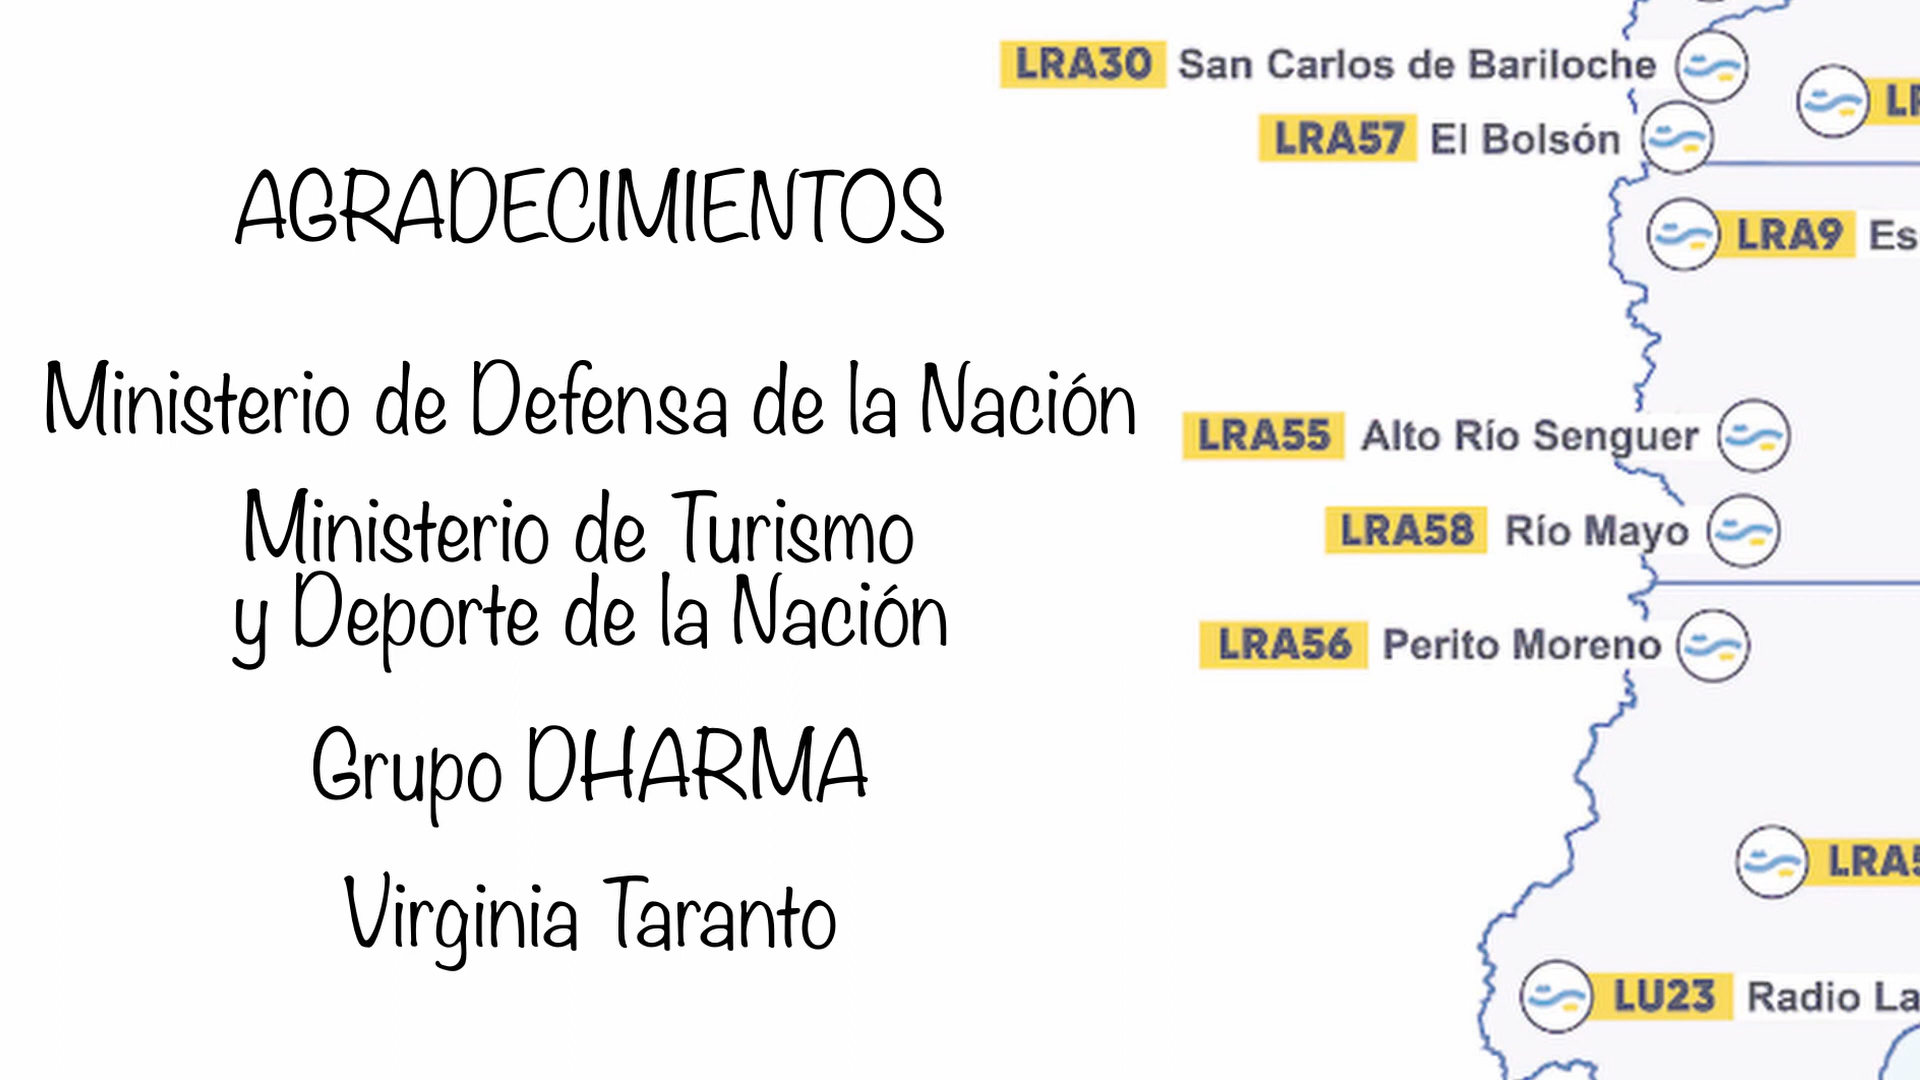 AGRADECIMIENTOS
Ministerio de Defensa de la Nación
Ministerio de Turismo
y Deporte de la Nación
Grupo DHARMA
Virginia Taranto
LRA30 San Carlos de Bariloche
LRA57 El Bolsón
LRA9
LRA55 Alto Río Senguer
LRA58 Río Mayo
LRA56 Perito Moreno
LU23 Radio